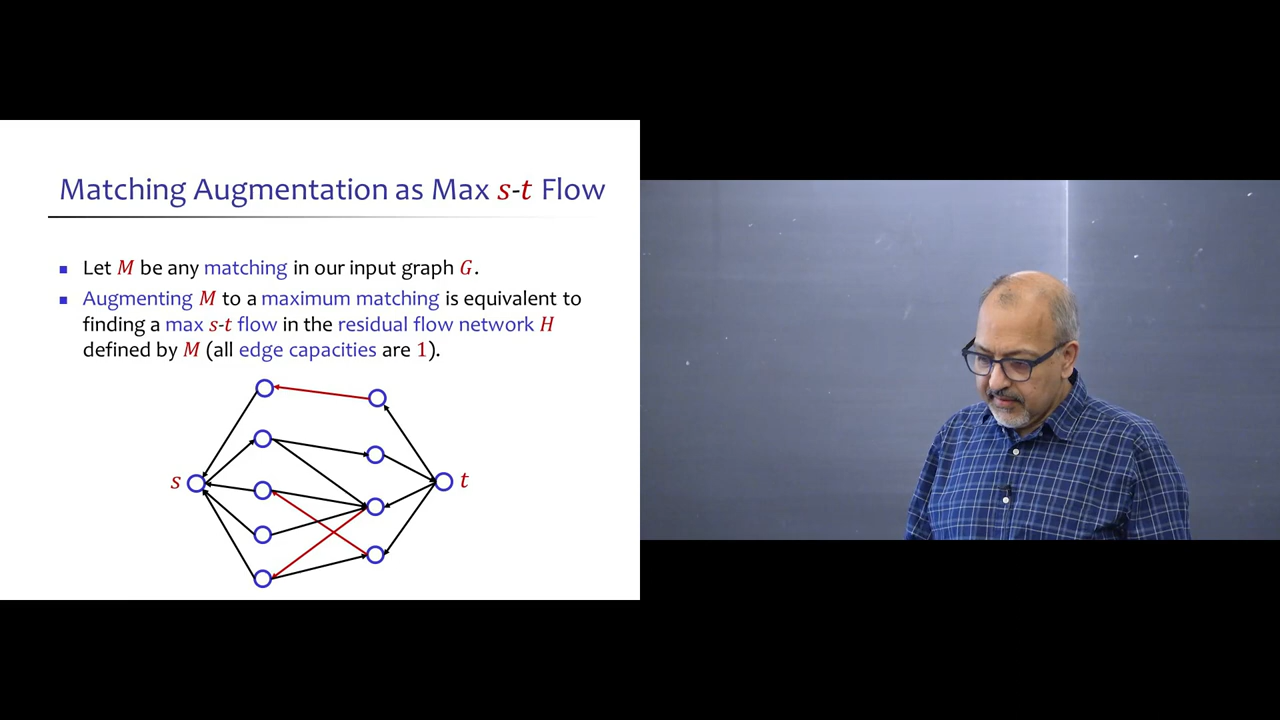 Matching Augmentation as Max s-t Flow
Let M be any matching in our input graph G.
Augmenting M to a maximum matching is equivalent to
finding a max s-t flow in the residual flow network H
defined by M (all edge capacities are 1).
s
t